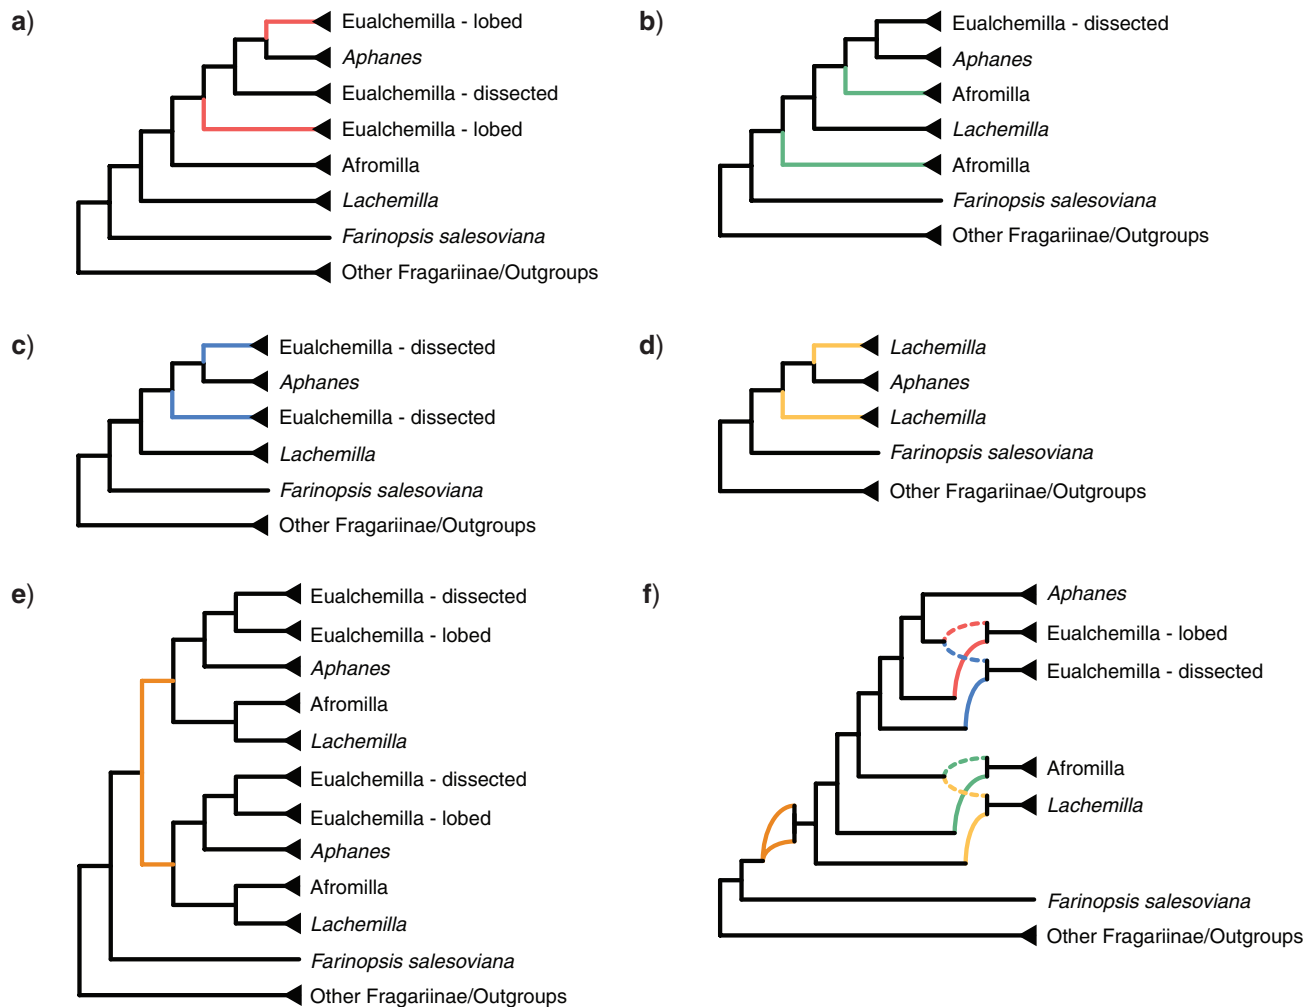 a)
Eualchemilla - lobed
Aphanes
Eualchemilla - dissected
Eualchemilla - lobed
Afromilla
Lachemilla
Farinopsis salesoviana
Other Fragariinae/Outgroups
b)
Eualchemilla - dissected
Aphanes
Afromilla
Lachemilla
Afromilla
Farinopsis salesoviana
Other Fragariinae/Outgroups
c)
Eualchemilla - dissected
Aphanes
Eualchemilla - dissected
Lachemilla
Farinopsis salesoviana
Other Fragariinae/Outgroups
d)
Lachemilla
Aphanes
Lachemilla
Farinopsis salesoviana
Other Fragariinae/Outgroups
e)
Eualchemilla - dissected
Eualchemilla - lobed
Aphanes
Afromilla
Lachemilla
Eualchemilla - dissected
Eualchemilla - lobed
Aphanes
Afromilla
Lachemilla
Farinopsis salesoviana
Other Fragariinae/Outgroups
f)
Aphanes
Eualchemilla - lobed
Eualchemilla - dissected
Afromilla
Lachemilla
Farinopsis salesoviana
Other Fragariinae/Outgroups